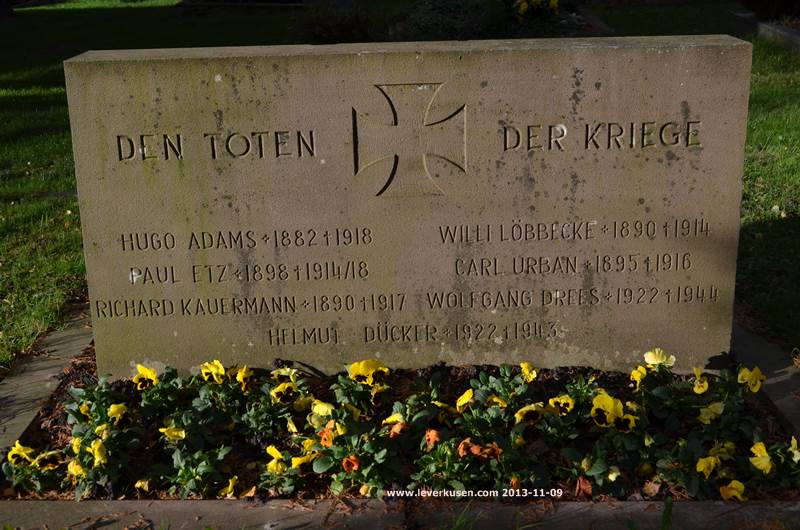 DEN TOTEN DER KRIEGE
HUGO ADAMS *1882 †1918 WILLI LÖBBECKE *1890 †1914
PAUL ETZ *1898 †1914/18 CARL URBAN *1895 †1916
RICHARD KAUERMANN *1890 †1917 WOLFGANG DREES *1922 †1944
HELMUT DÜCKER *1922 †1943
www.leverkusen.com 2013-11-09